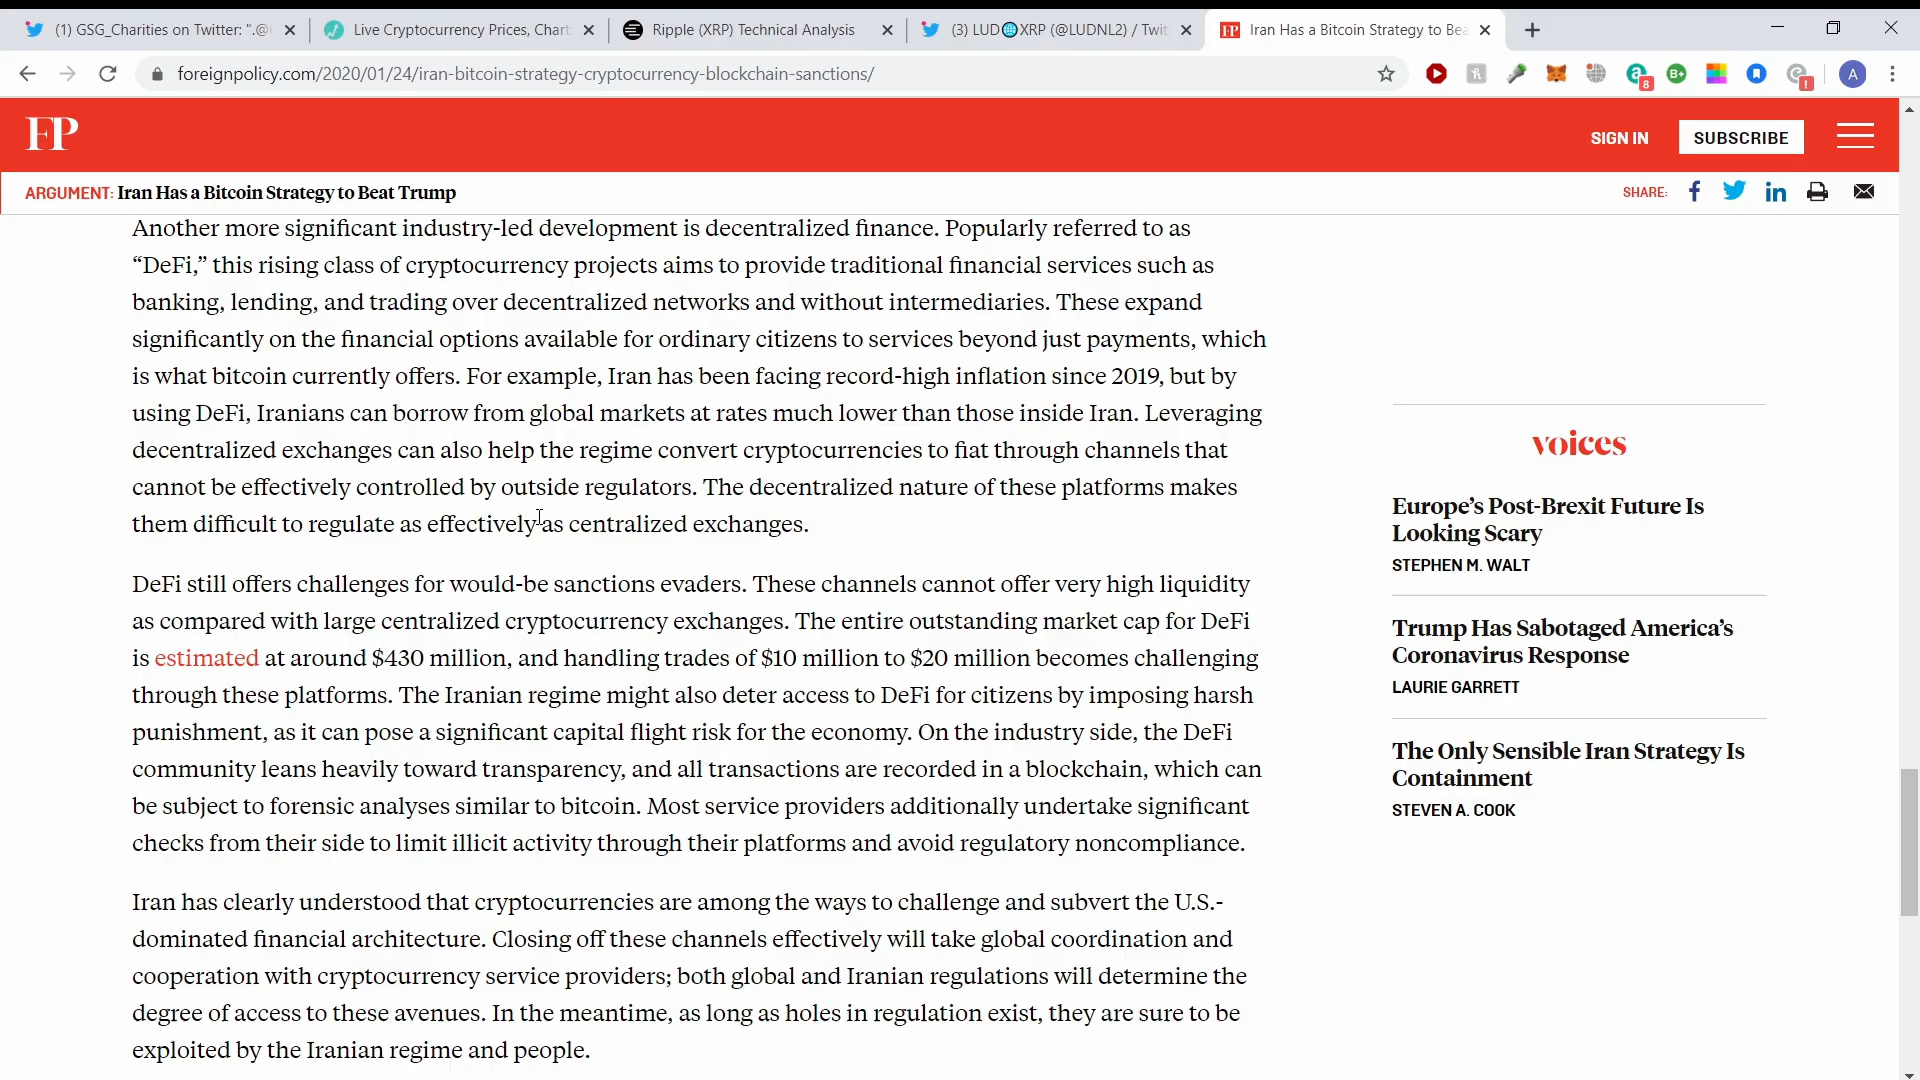 (1) GSG_Charities on Twitter: ".@
Live Cryptocurrency Prices, Chart
Ripple (XRP) Technical Analysis
(3) LUD🌐XRP (@LUDNL2) / Twit
FP Iran Has a Bitcoin Strategy to Bea
foreignpolicy.com/2020/01/24/iran-bitcoin-strategy-cryptocurrency-blockchain-sanctions/
8
B+
!
A
FP
SIGN IN
SUBSCRIBE
ARGUMENT: Iran Has a Bitcoin Strategy to Beat Trump
SHARE:
Another more significant industry-led development is decentralized finance. Popularly referred to as
“DeFi,” this rising class of cryptocurrency projects aims to provide traditional financial services such as
banking, lending, and trading over decentralized networks and without intermediaries. These expand
significantly on the financial options available for ordinary citizens to services beyond just payments, which
is what bitcoin currently offers. For example, Iran has been facing record-high inflation since 2019, but by
using DeFi, Iranians can borrow from global markets at rates much lower than those inside Iran. Leveraging
decentralized exchanges can also help the regime convert cryptocurrencies to fiat through channels that
cannot be effectively controlled by outside regulators. The decentralized nature of these platforms makes
them difficult to regulate as effectively as centralized exchanges.
DeFi still offers challenges for would-be sanctions evaders. These channels cannot offer very high liquidity
as compared with large centralized cryptocurrency exchanges. The entire outstanding market cap for DeFi
is estimated at around $430 million, and handling trades of $10 million to $20 million becomes challenging
through these platforms. The Iranian regime might also deter access to DeFi for citizens by imposing harsh
punishment, as it can pose a significant capital flight risk for the economy. On the industry side, the DeFi
community leans heavily toward transparency, and all transactions are recorded in a blockchain, which can
be subject to forensic analyses similar to bitcoin. Most service providers additionally undertake significant
checks from their side to limit illicit activity through their platforms and avoid regulatory noncompliance.
Iran has clearly understood that cryptocurrencies are among the ways to challenge and subvert the U.S.-
dominated financial architecture. Closing off these channels effectively will take global coordination and
cooperation with cryptocurrency service providers; both global and Iranian regulations will determine the
degree of access to these avenues. In the meantime, as long as holes in regulation exist, they are sure to be
exploited by the Iranian regime and people.
voices
Europe’s Post-Brexit Future Is
Looking Scary
STEPHEN M. WALT
Trump Has Sabotaged America’s
Coronavirus Response
LAURIE GARRETT
The Only Sensible Iran Strategy Is
Containment
STEVEN A. COOK